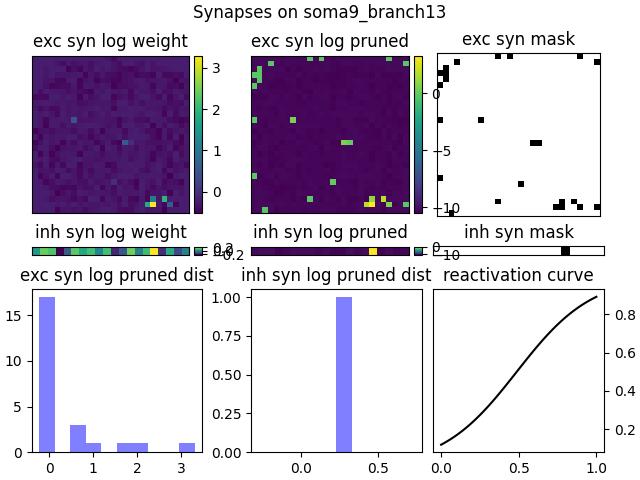 Synapses on soma9_branch13
exc syn log weight
exc syn log pruned
exc syn mask
3
2
1
0
0
−5
−10
inh syn log weight
inh syn log pruned
inh syn mask
0.2
0.0
−0.2
0
−10
exc syn log pruned dist
inh syn log pruned dist
reactivation curve
15
10
5
0
0 1 2 3
1.00
0.75
0.50
0.25
0.00
0.0 0.5
0.8
0.6
0.4
0.2
0.0 0.5 1.0